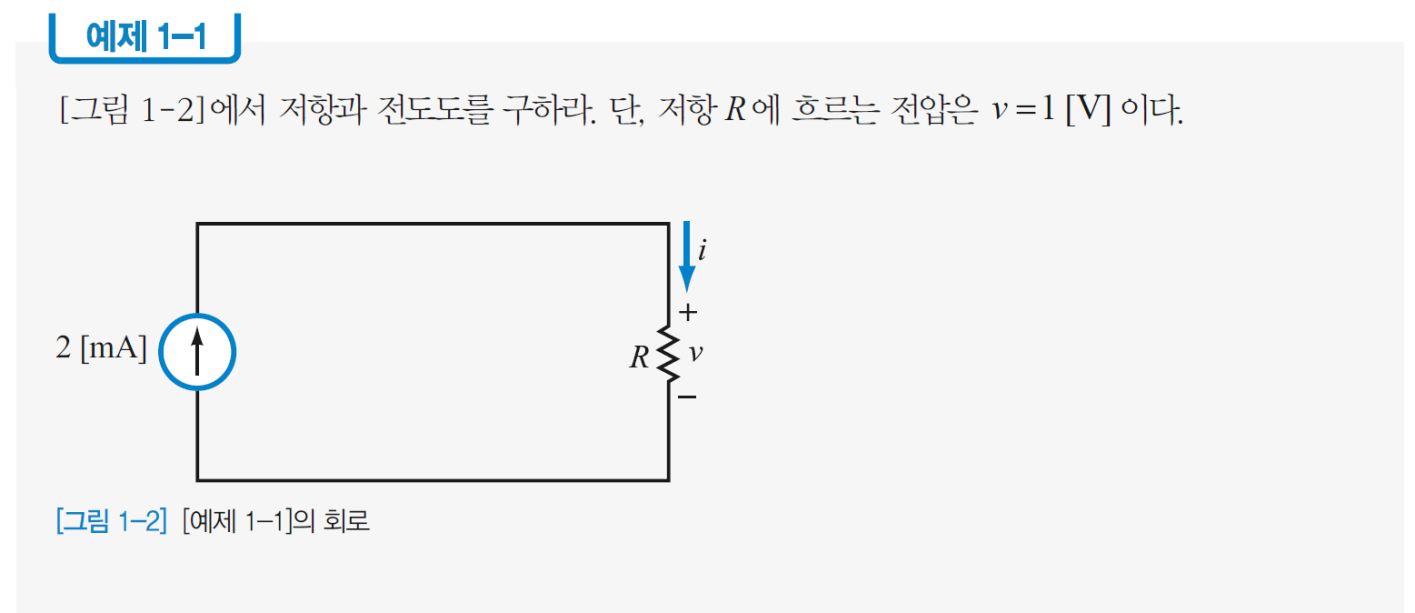 예제 1-1
[그림 1-2]에서 저항과 전도도를 구하라. 단, 저항 R에 흐르는 전압은 v=1 [V]이다.
i
+
2 [mA]
R
v
−
[그림 1-2] [예제 1-1]의 회로